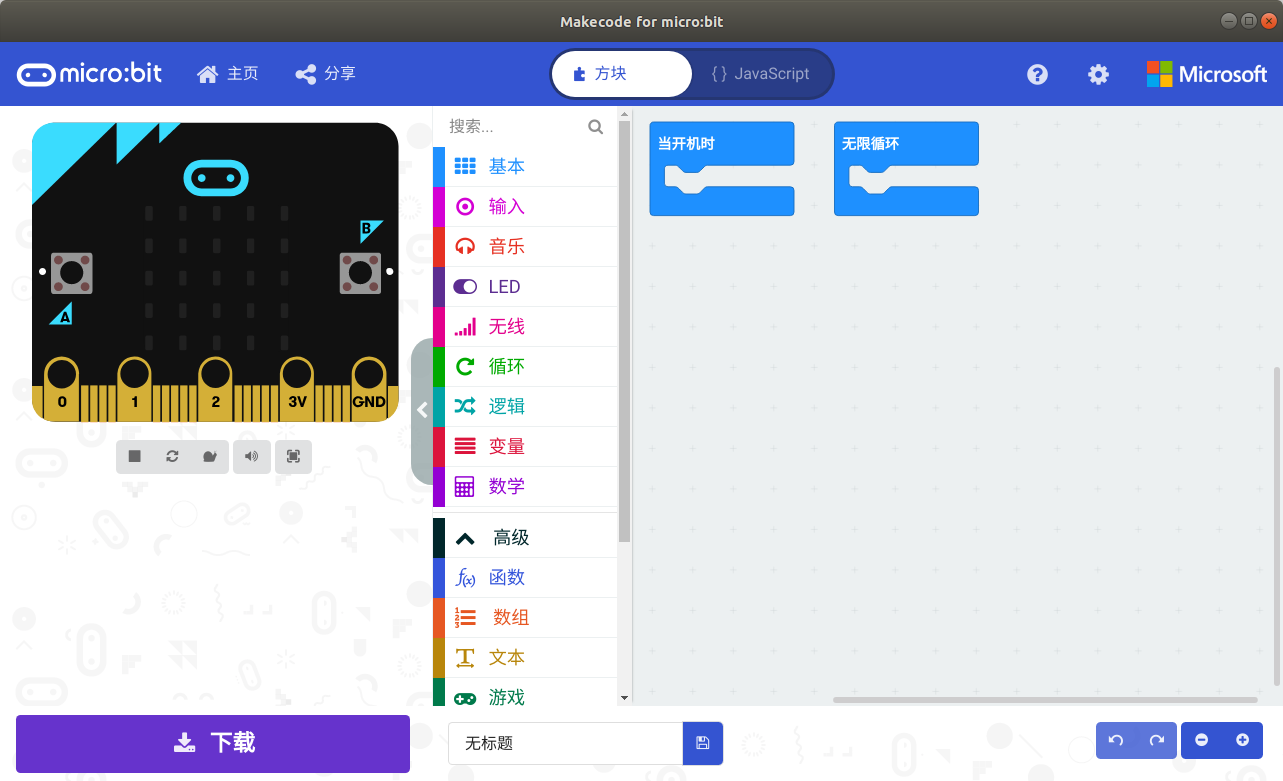 Makecode for micro:bit
micro:bit
主页
分享
方块
{ } JavaScript
Microsoft
搜索...
基本
输入
音乐
LED
无线
循环
逻辑
变量
数学
高级
函数
数组
文本
游戏
当开机时
无限循环
B
A
0 1 2 3V GND
下载
无标题